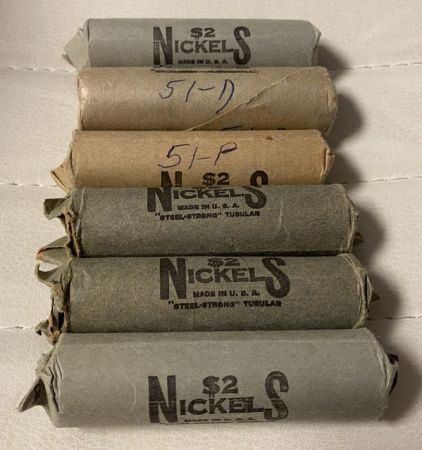 $2
NICKELS
MADE IN U. S. A.
51-D
51-P
$2
NICKELS
MADE IN U. S. A.
"STEEL-STRONG" TUBULAR
$2
NICKELS
MADE IN U. S. A.
"STEEL-STRONG" TUBULAR
$2
NICKELS
MADE IN U. S. A.